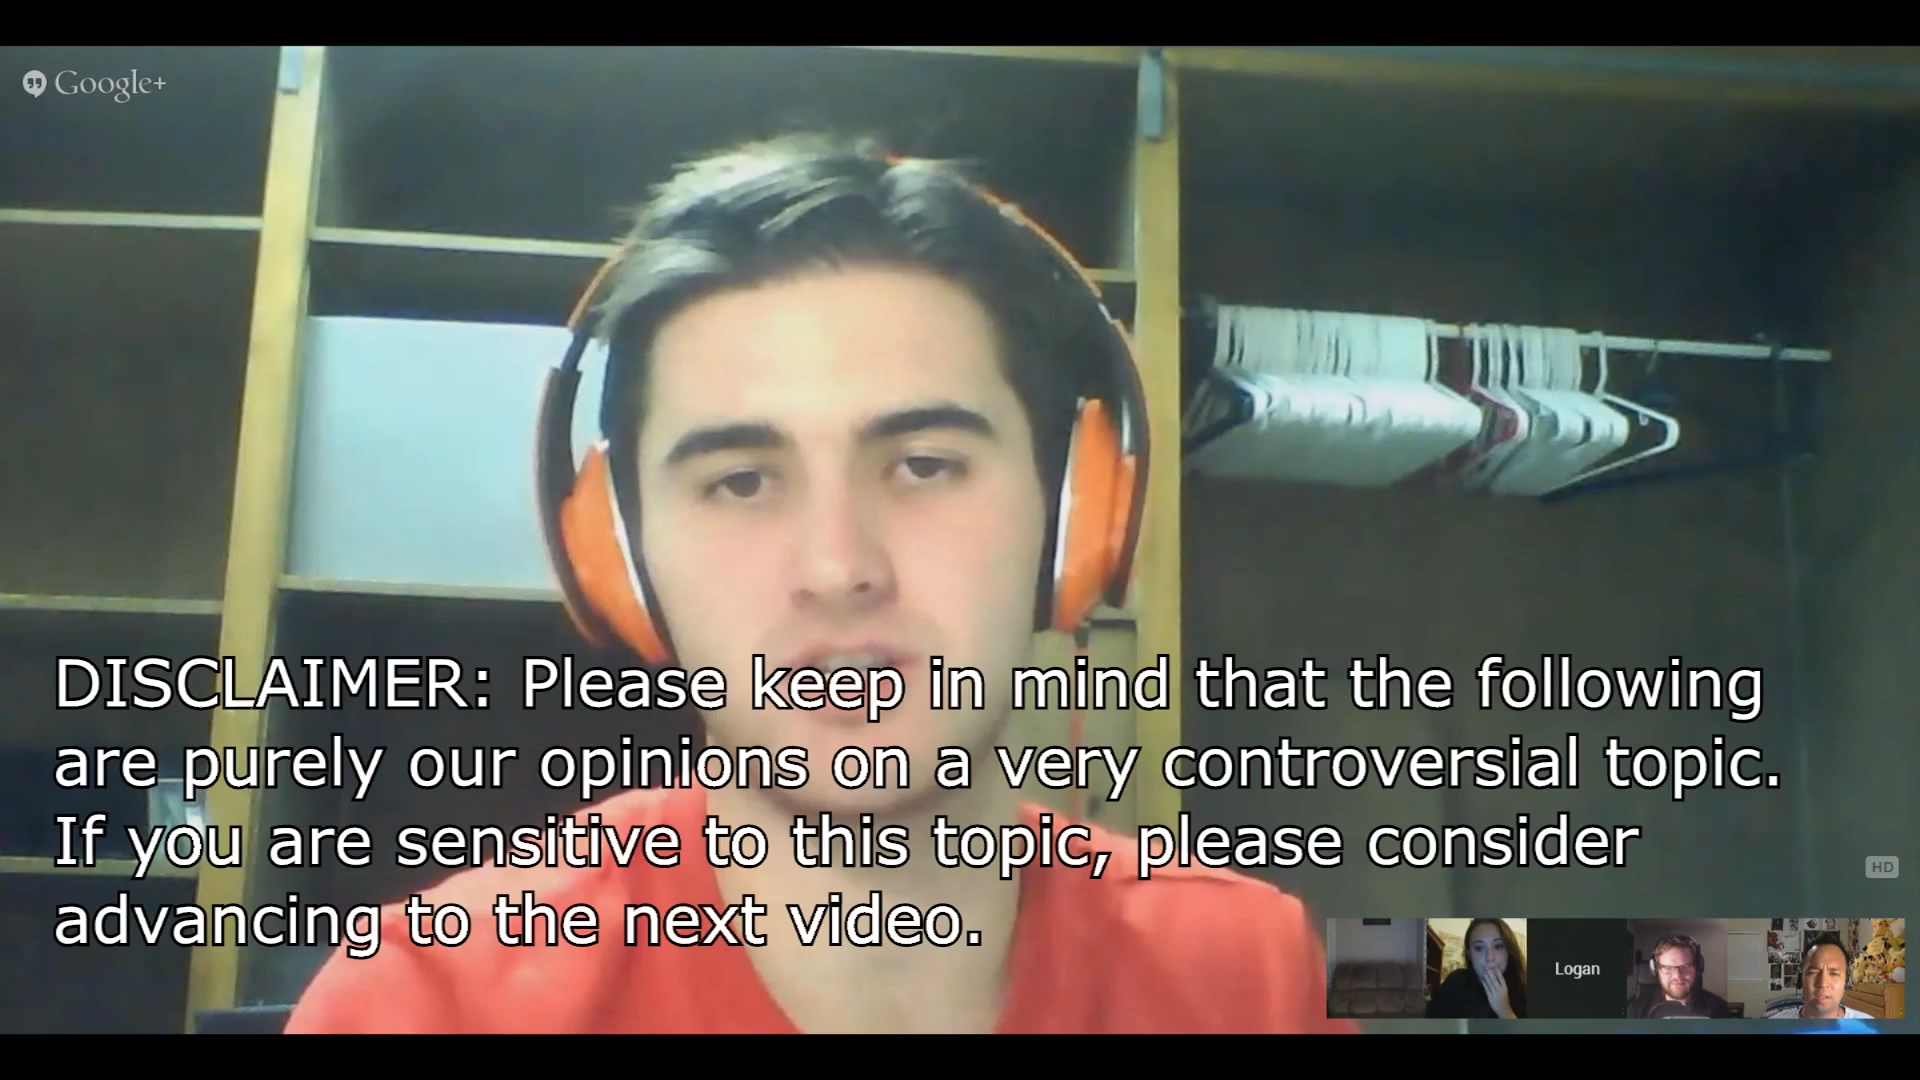 Google+
DISCLAIMER: Please keep in mind that the following
are purely our opinions on a very controversial topic.
If you are sensitive to this topic, please consider
advancing to the next video.
HD
Logan